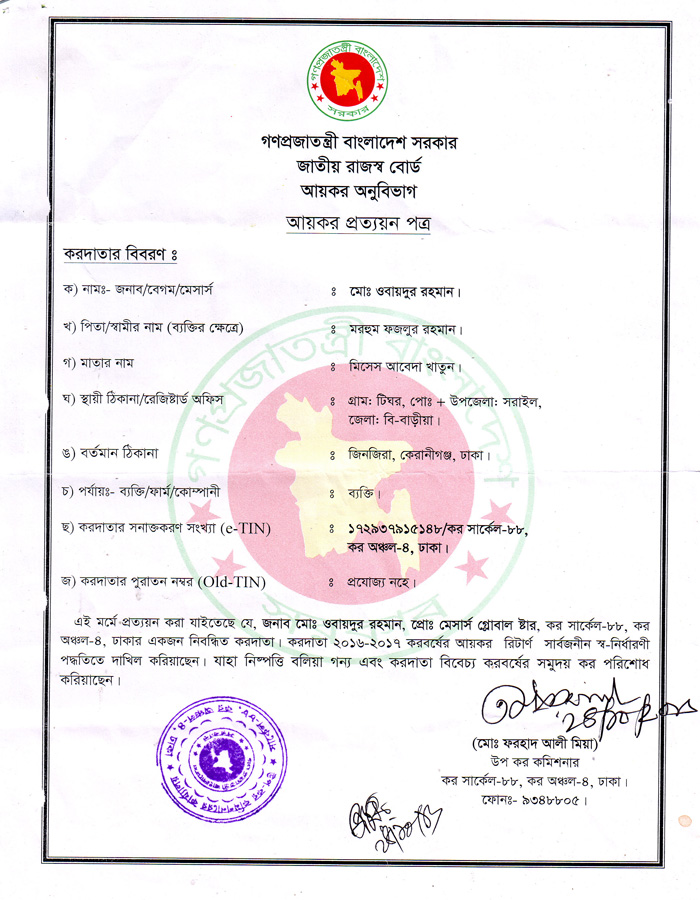 গণপ্রজাতন্ত্রী বাংলাদেশ
সরকার
গণপ্রজাতন্ত্রী বাংলাদেশ সরকার
জাতীয় রাজস্ব বোর্ড
আয়কর অনুবিভাগ
আয়কর প্রত্যয়ন পত্র
করদাতার বিবরণ ঃ
ক) নামঃ- জনাব/বেগম/মেসার্স ঃ মোঃ ওবায়দুর রহমান।
খ) পিতা/স্বামীর নাম (ব্যক্তির ক্ষেত্রে) ঃ মরহুম ফজলুর রহমান।
গ) মাতার নাম ঃ মিসেস আবেদা খাতুন।
ঘ) স্থায়ী ঠিকানা/রেজিষ্টার্ড অফিস ঃ গ্রাম: টিঘর, পোঃ + উপজেলা: সরাইল,
জেলা: বি-বাড়ীয়া।
ঙ) বর্তমান ঠিকানা ঃ জিনজিরা, কেরানীগঞ্জ, ঢাকা।
চ) পর্যায়ঃ- ব্যক্তি/ফার্ম/কোম্পানী ঃ ব্যক্তি।
ছ) করদাতার সনাক্তকরণ সংখ্যা (e-TIN) ঃ ১৭২৯৩৭৯১৫১৪৮/কর সার্কেল-৮৮,
কর অঞ্চল-৪, ঢাকা।
জ) করদাতার পুরাতন নম্বর (Old-TIN) ঃ প্রযোজ্য নহে।
এই মর্মে প্রত্যয়ন করা যাইতেছে যে, জনাব মোঃ ওবায়দুর রহমান, প্রোঃ মেসার্স গ্লোবাল ষ্টার, কর সার্কেল-৮৮, কর
অঞ্চল-৪, ঢাকার একজন নিবন্ধিত করদাতা। করদাতা ২০১৬-২০১৭ করবর্ষের আয়কর রিটার্ণ সার্বজনীন স্ব-নির্ধারণী
পদ্ধতিতে দাখিল করিয়াছেন। যাহা নিষ্পত্তি বলিয়া গন্য এবং করদাতা বিবেচ্য করবর্ষের সমুদয় কর পরিশোধ
করিয়াছেন।
(মোঃ ফরহাদ আলী মিয়া)
উপ কর কমিশনার
কর সার্কেল-৮৮, কর অঞ্চল-৪, ঢাকা।
ফোনঃ- ৯৩৪৮৮০৫।